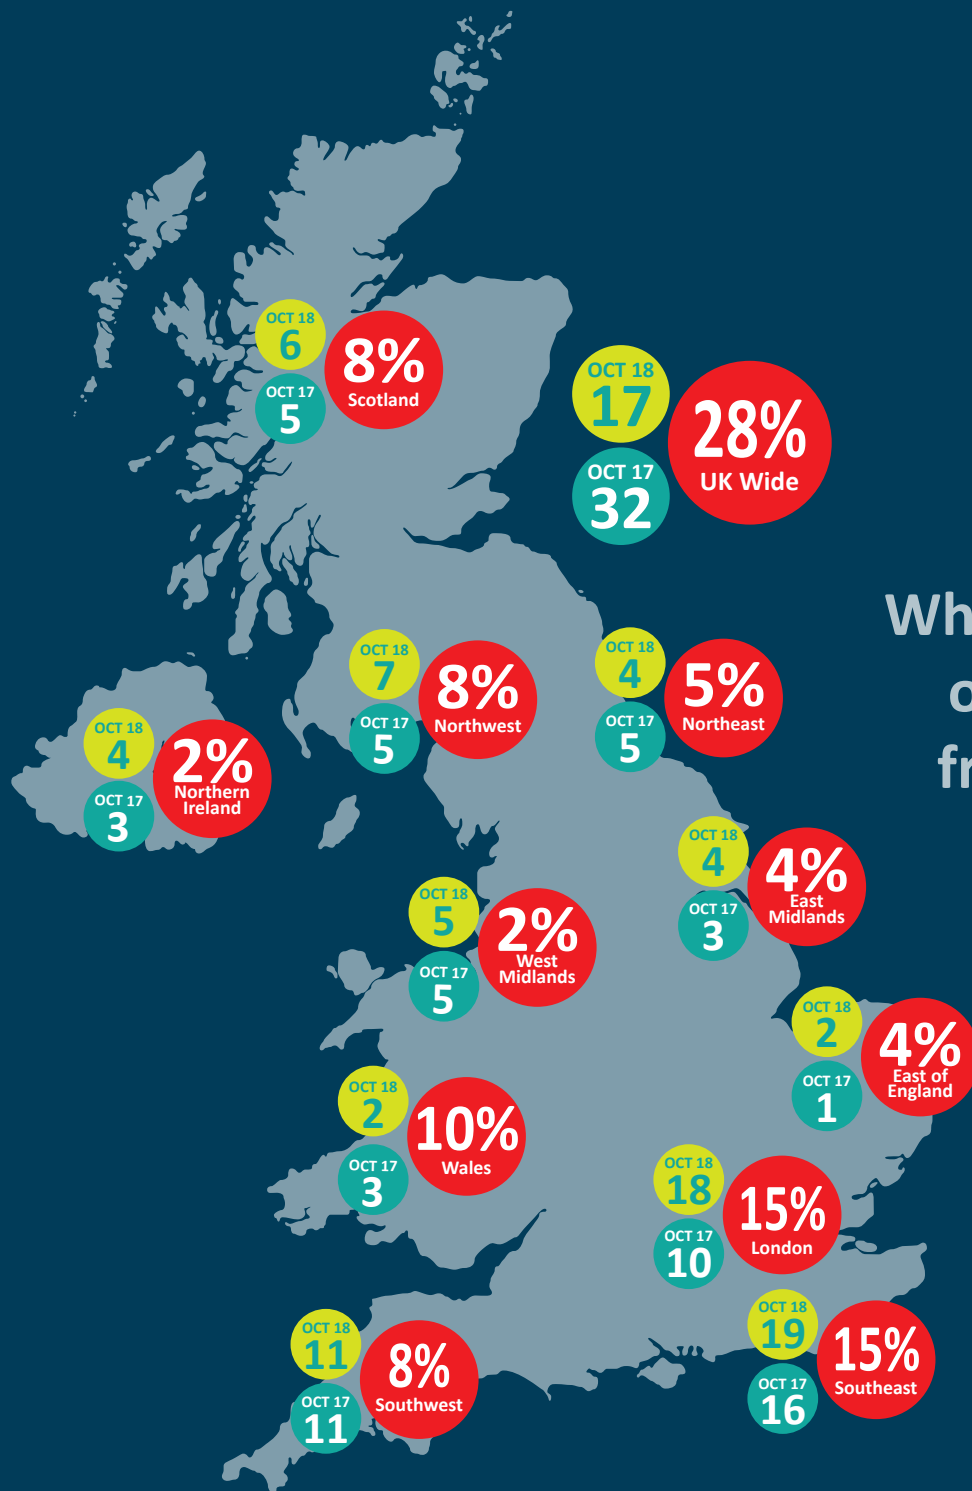 OCT 18
6
OCT 17
5
8%
Scotland
OCT 18
17
OCT 17
32
28%
UK Wide
OCT 18
7
OCT 17
5
8%
Northwest
OCT 18
4
OCT 17
5
5%
Northeast
OCT 18
4
OCT 17
3
2%
Northern
Ireland
OCT 18
4
OCT 17
3
4%
East
Midlands
OCT 18
5
OCT 17
5
2%
West
Midlands
OCT 18
2
OCT 17
1
4%
East of
England
OCT 18
2
OCT 17
3
10%
Wales
OCT 18
18
OCT 17
10
15%
London
OCT 18
19
OCT 17
16
15%
Southeast
OCT 18
11
OCT 17
11
8%
Southwest